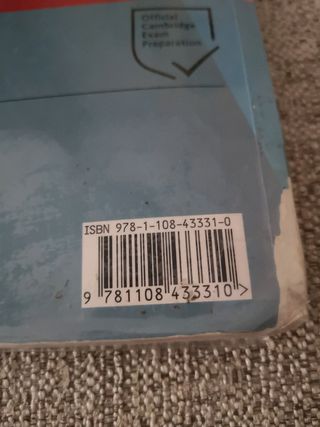 Official
Cambridge
Exam
Preparation
ISBN 978-1-108-43331-0
9 781108 433310 >